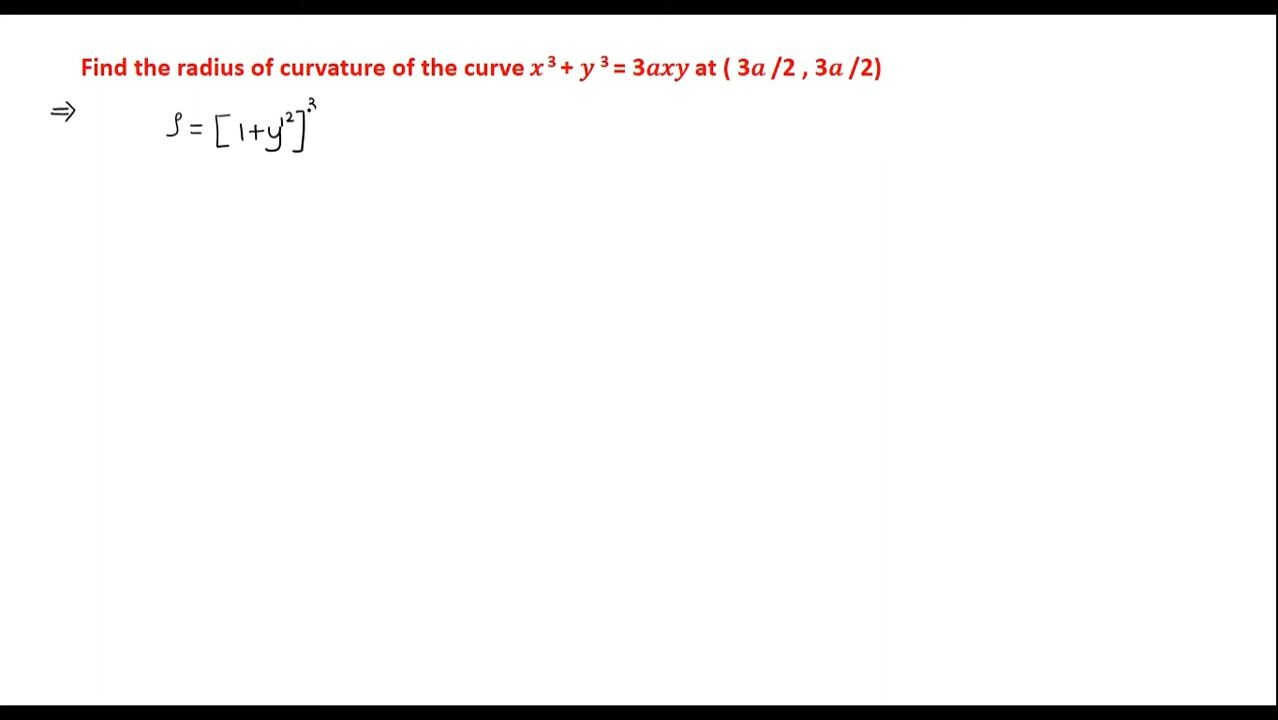 Find the radius of curvature of the curve x³ + y³ = 3axy at ( 3a /2 , 3a /2)
⇒ ρ = [1+y'²]³